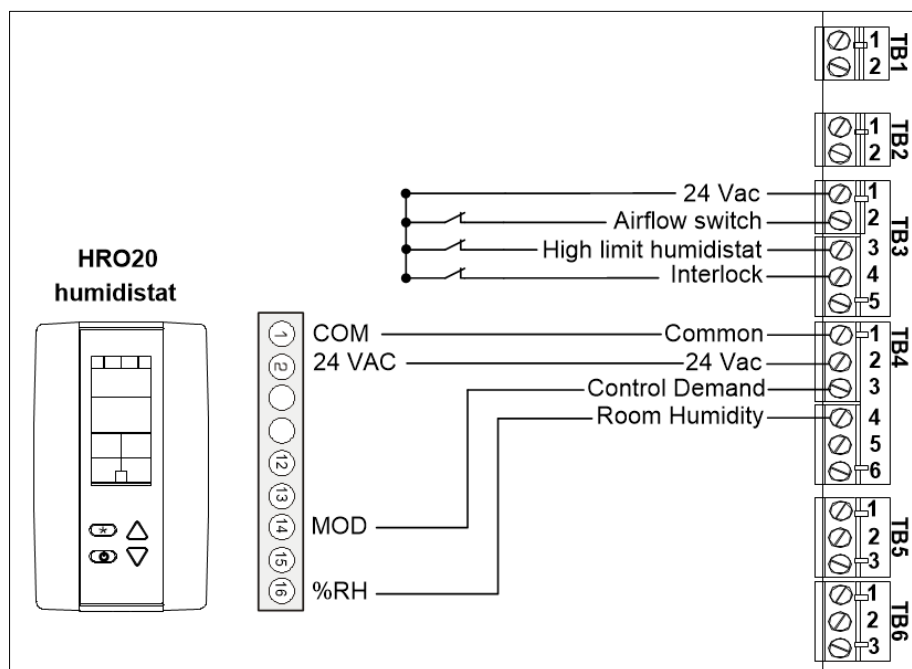 HRO20
humidistat
1
2
12
13
14
15
16
COM
24 VAC
MOD
%RH
24 Vac
Airflow switch
High limit humidistat
Interlock
Common
24 Vac
Control Demand
Room Humidity
1
2
TB1
1
2
TB2
1
2
3
4
5
TB3
1
2
3
4
5
6
TB4
1
2
3
TB5
1
2
3
TB6